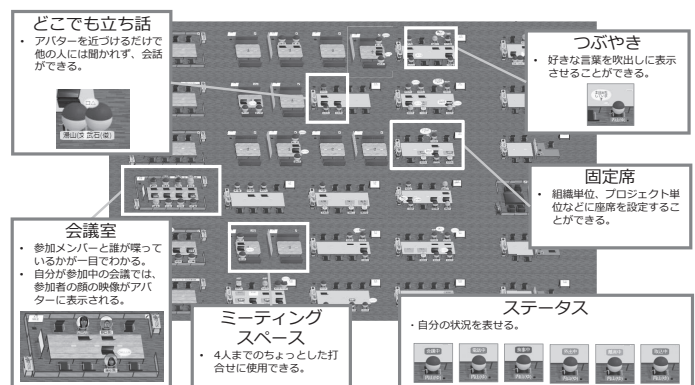 どこでも立ち話
・ アバターを近づけるだけで
他の人には聞かれず、会話
ができる。
つぶやき
・ 好きな言葉を吹出しに表示
させることができる。
固定席
・ 組織単位、プロジェクト単
位などに座席を設定するこ
とができる。
会議室
・ 参加メンバーと誰が喋って
いるかが一目でわかる。
・ 自分が参加中の会議では、
参加者の顔の映像がアバ
ターに表示される。
ミーティング
スペース
・ 4人までのちょっとした打
合せに使用できる。
ステータス
・自分の状況を表せる。